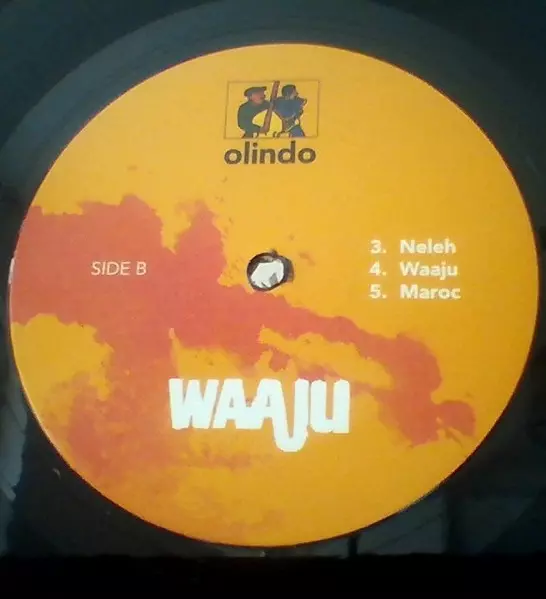 olindo
SIDE B
3. Neleh
4. Waaju
5. Maroc
WAAJU